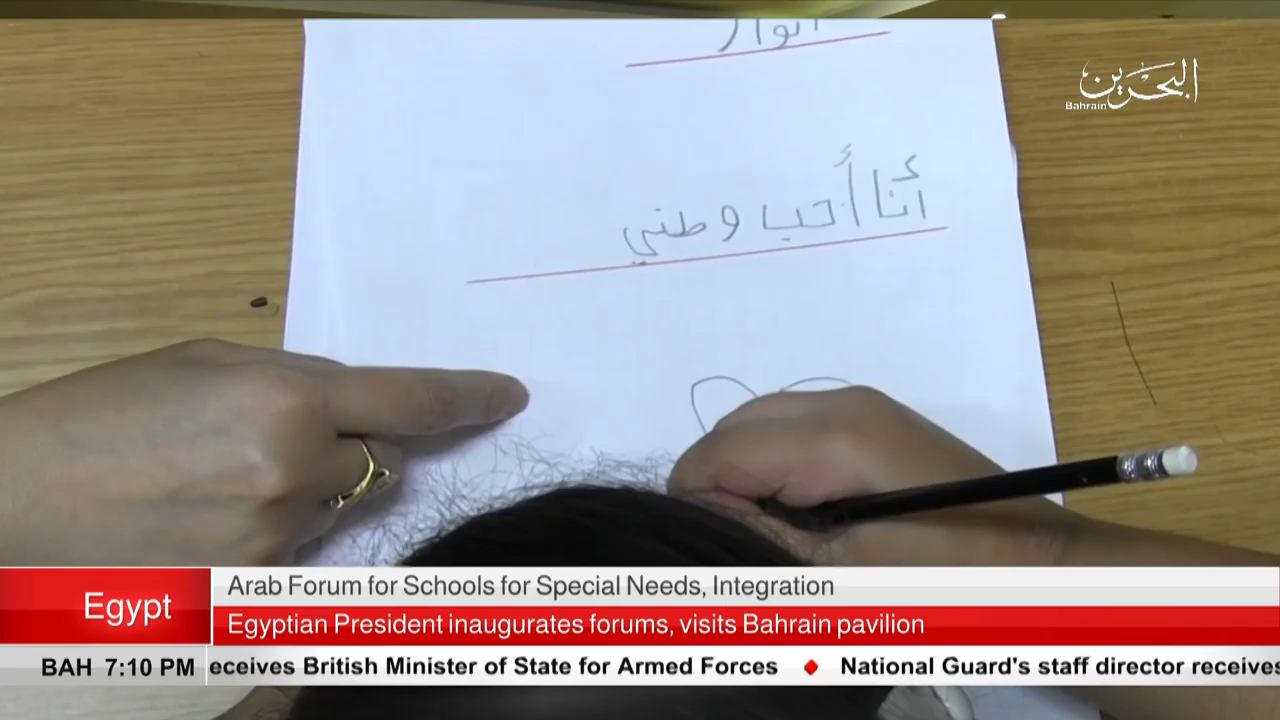 أنوار
البحرين
Bahrain
أنا أحب وطني
Egypt
Arab Forum for Schools for Special Needs, Integration
Egyptian President inaugurates forums, visits Bahrain pavilion
BAH 7:10 PM eceives British Minister of State for Armed Forces ♦ National Guard's staff director receives